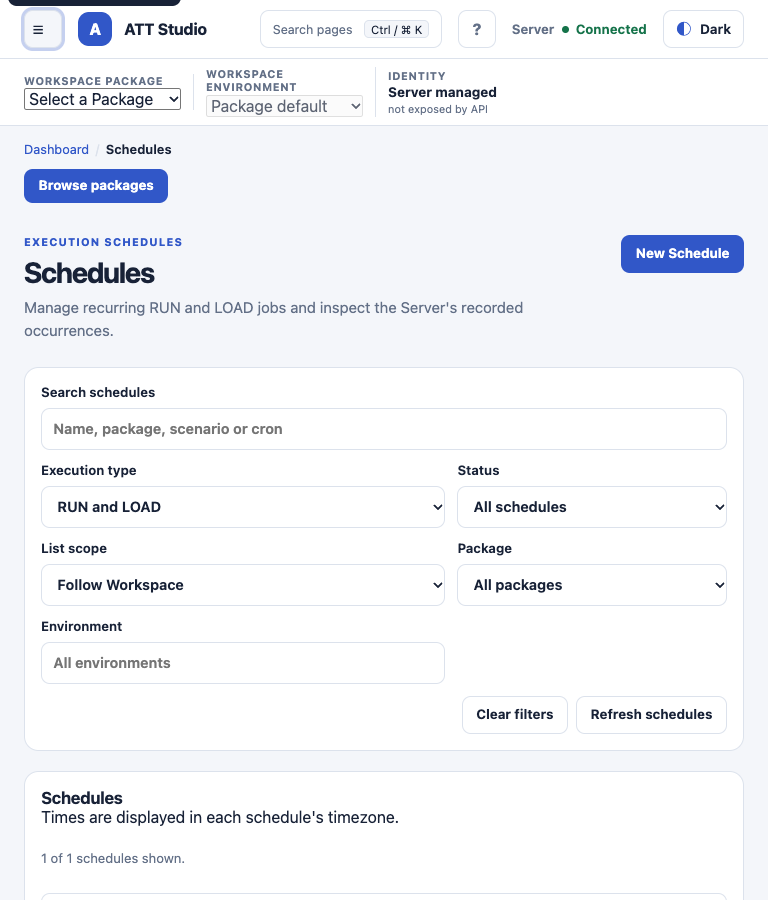 ≡
A
ATT Studio
Search pages
Ctrl / ⌘ K
?
Server
Connected
Dark
WORKSPACE PACKAGE
Select a Package
WORKSPACE
ENVIRONMENT
Package default
IDENTITY
Server managed
not exposed by API
Dashboard / Schedules
Browse packages
EXECUTION SCHEDULES
Schedules
New Schedule
Manage recurring RUN and LOAD jobs and inspect the Server's recorded
occurrences.
Search schedules
Name, package, scenario or cron
Execution type
Status
RUN and LOAD
All schedules
List scope
Package
Follow Workspace
All packages
Environment
All environments
Clear filters
Refresh schedules
Schedules
Times are displayed in each schedule's timezone.
1 of 1 schedules shown.